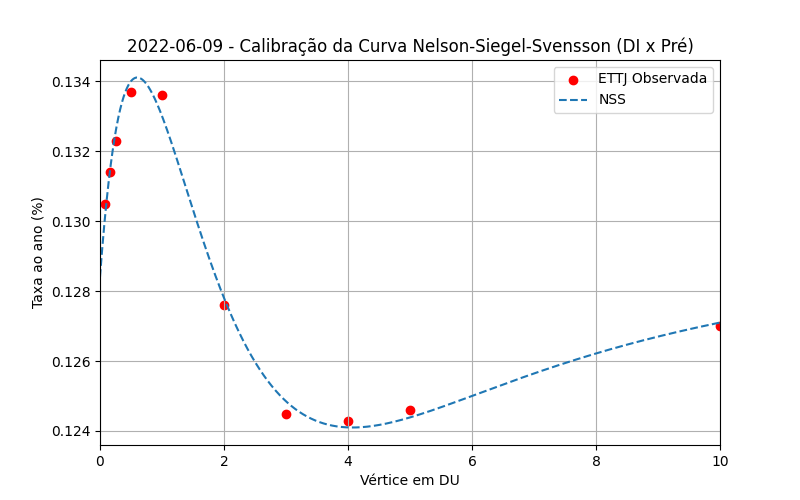 2022-06-09 - Calibração da Curva Nelson-Siegel-Svensson (DI x Pré)
ETTJ Observada
NSS
Taxa ao ano (%)
0.134
0.132
0.130
0.128
0.126
0.124
0 2 4 6 8 10
Vértice em DU